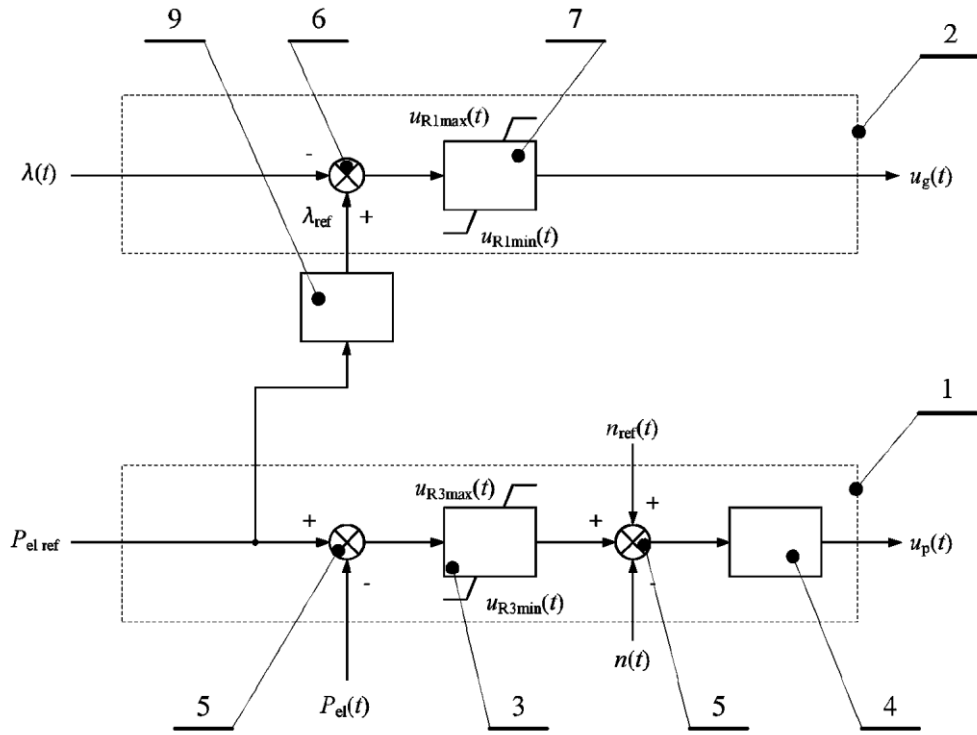 9
6
7
2
u_R1max(t)
λ(t)
-
u_g(t)
λ_ref
+
u_R1min(t)
1
n_ref(t)
u_R3max(t)
+
P_el ref
+
+
u_p(t)
-
-
u_R3min(t)
n(t)
5
P_el(t)
3
5
4